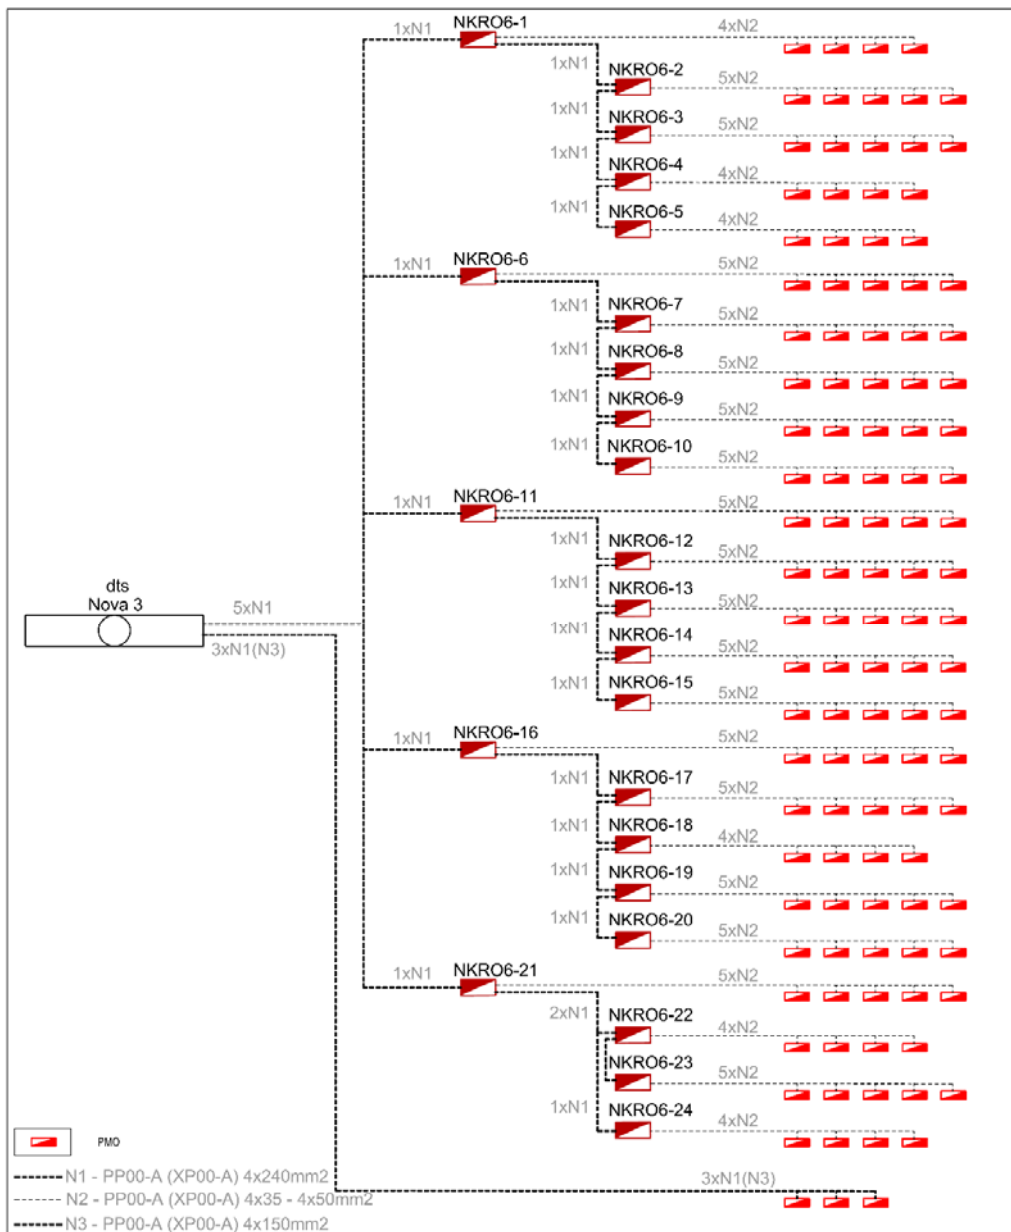 NKRO6-1
1xN1
4xN2
1xN1
NKRO6-2
5xN2
1xN1
NKRO6-3
5xN2
1xN1
NKRO6-4
4xN2
1xN1
NKRO6-5
4xN2
1xN1
NKRO6-6
5xN2
1xN1
NKRO6-7
5xN2
1xN1
NKRO6-8
5xN2
1xN1
NKRO6-9
5xN2
1xN1
NKRO6-10
5xN2
1xN1
NKRO6-11
5xN2
1xN1
NKRO6-12
5xN2
1xN1
NKRO6-13
5xN2
1xN1
NKRO6-14
5xN2
1xN1
NKRO6-15
5xN2
dts
Nova 3
5xN1
3xN1(N3)
1xN1
NKRO6-16
5xN2
1xN1
NKRO6-17
5xN2
1xN1
NKRO6-18
4xN2
1xN1
NKRO6-19
5xN2
1xN1
NKRO6-20
5xN2
1xN1
NKRO6-21
5xN2
2xN1
NKRO6-22
4xN2
NKRO6-23
5xN2
1xN1
NKRO6-24
4xN2
3xN1(N3)
PMO
N1 - PP00-A (XP00-A) 4x240mm2
N2 - PP00-A (XP00-A) 4x35 - 4x50mm2
N3 - PP00-A (XP00-A) 4x150mm2